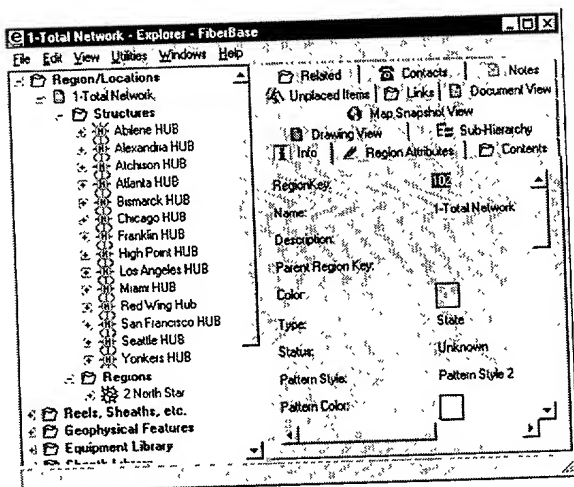 1-Total Network - Explorer - FiberBase
File Edit View Utilities Windows Help
Region/Locations
1-Total Network
Structures
Abilene HUB
Alexandria HUB
Atchison HUB
Atlanta HUB
Bismarck HUB
Chicago HUB
Franklin HUB
High Point HUB
Los Angeles HUB
Miami HUB
Red Wing Hub
San Francisco HUB
Seattle HUB
Yonkers HUB
Regions
2 North Star
Reels, Sheaths, etc.
Geophysical Features
Equipment Library
Sheath Library
Related Contacts Notes
Unplaced Items Links Document View
Map Snapshot View
Drawing View Sub-Hierarchy
Info Region Attributes Contents
RegionKey: 102
Name: 1-Total Network
Description:
Parent Region Key:
Color:
Type: State
Status: Unknown
Pattern Style: Pattern Style 2
Pattern Color: